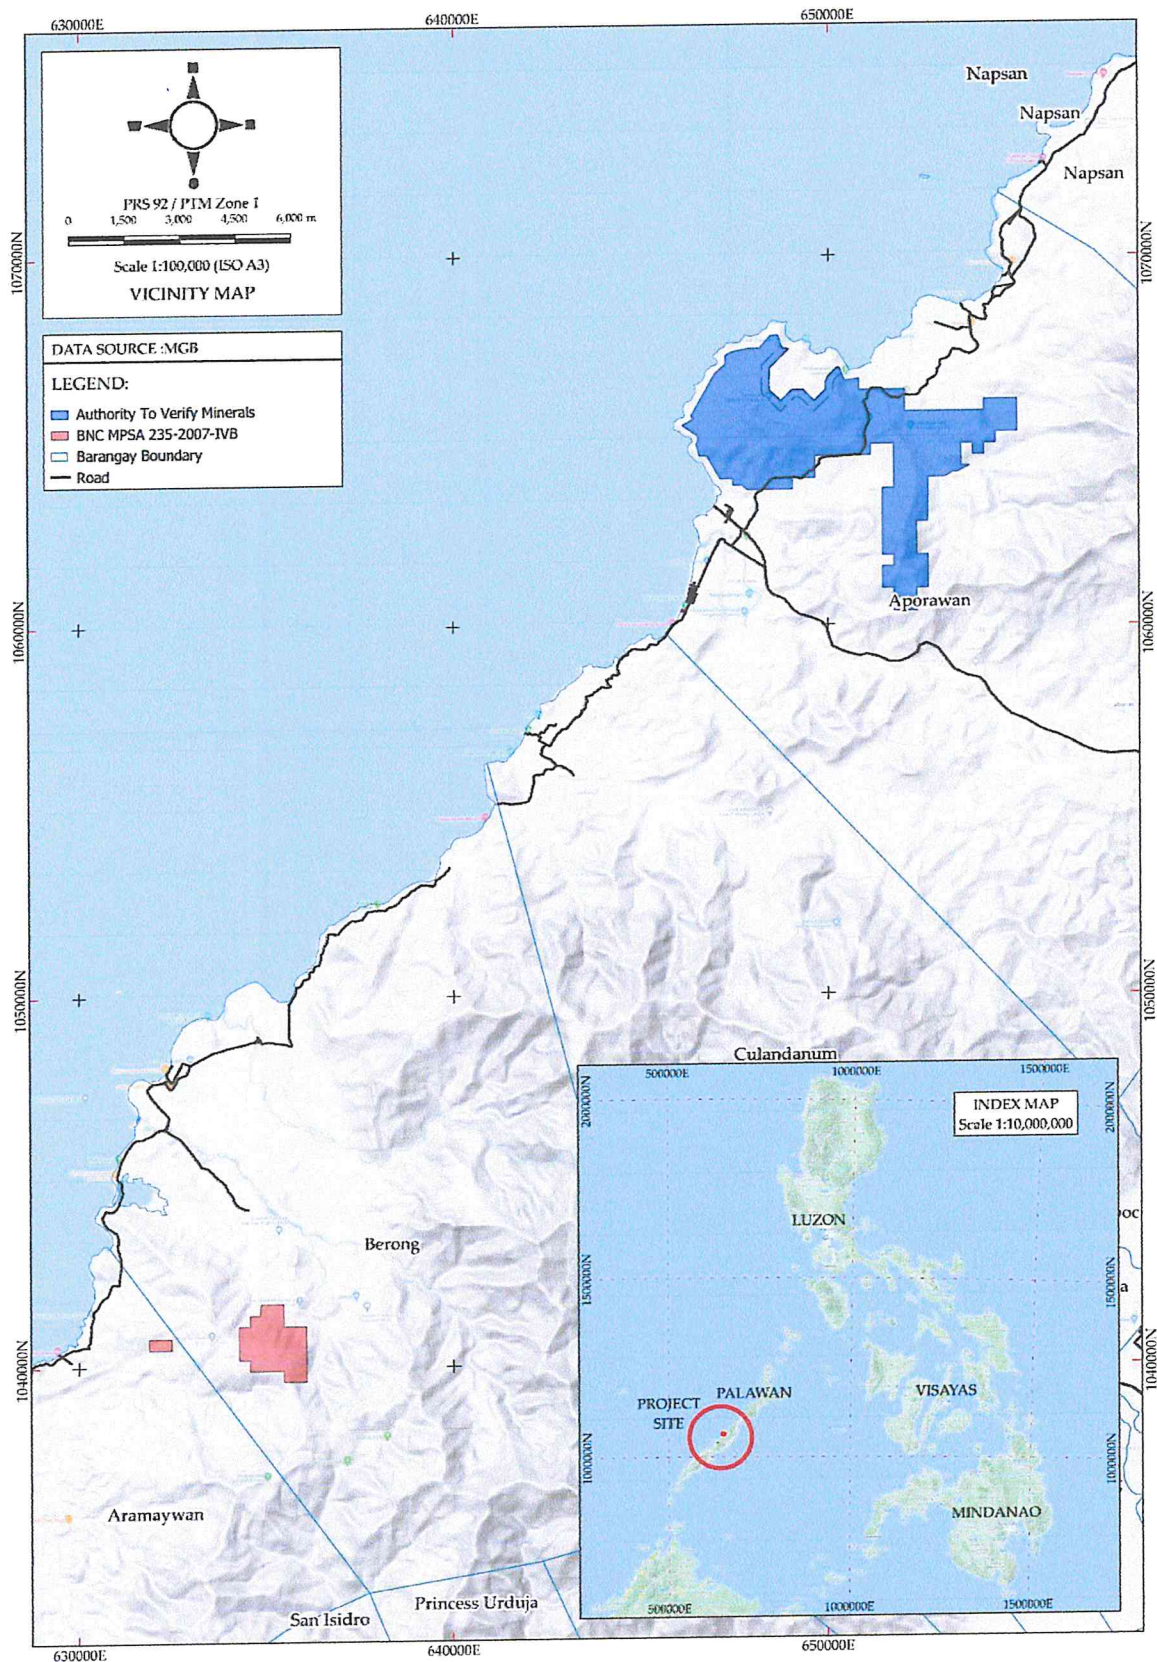 630000E
640000E
650000E
PRS 92 / PTM Zone 1
0 1,500 3,000 4,500 6,000 m
Scale 1:100,000 (ISO A3)
VICINITY MAP
DATA SOURCE :MGB
LEGEND:
Authority To Verify Minerals
BNC MPSA 235-2007-IVB
Barangay Boundary
Road
Napsan
Napsan
Napsan
1070000N
1070000N
Aporawan
1060000N
1060000N
1050000N
1050000N
Culandanum
500000E
1000000E
1500000E
INDEX MAP
Scale 1:10,000,000
2000000N
2000000N
LUZON
1500000N
1500000N
PALAWAN
PROJECT
SITE
VISAYAS
1000000N
1000000N
MINDANAO
500000E
1000000E
1500000E
oc
a
Berong
1040000N
1040000N
Aramaywan
San Isidro
Princess Urduja
630000E
640000E
650000E